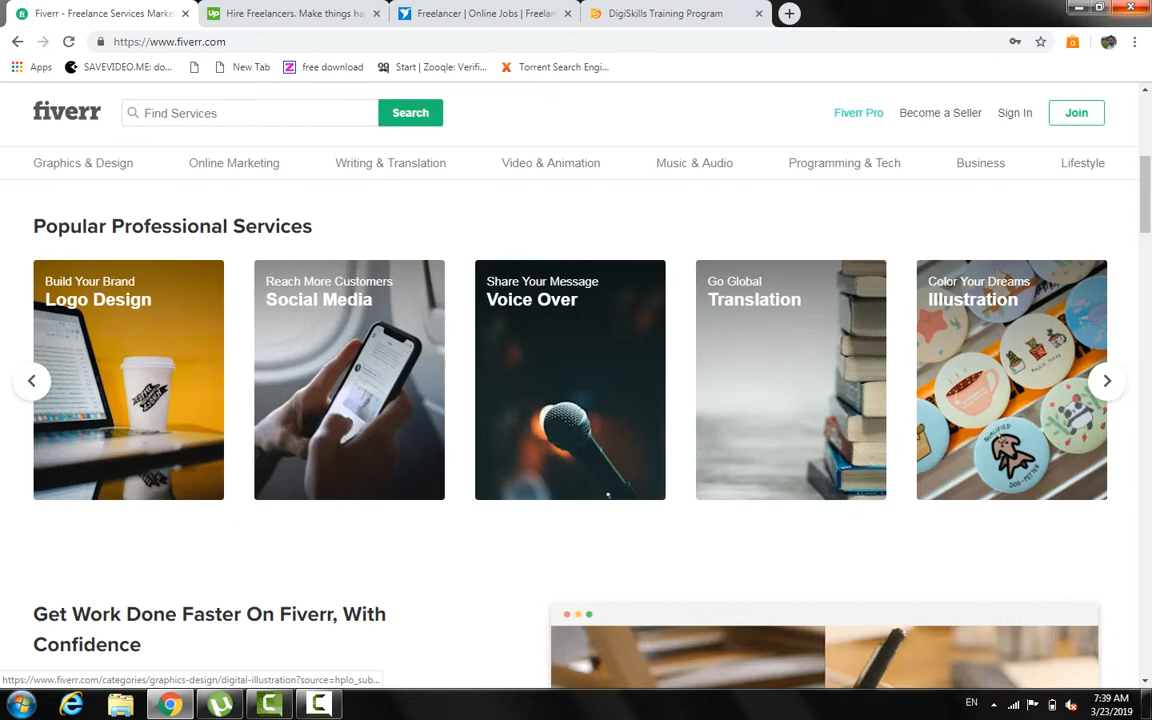 Fiverr - Freelance Services Marke
Hire Freelancers. Make things ha
Freelancer | Online Jobs | Freelan
DigiSkills Training Program
https://www.fiverr.com
Apps
SAVEVIDEO.ME: do...
New Tab
free download
Start | Zooqle: Verifi...
Torrent Search Engi...
fiverr
Find Services
Search
Fiverr Pro
Become a Seller
Sign In
Join
Graphics & Design
Online Marketing
Writing & Translation
Video & Animation
Music & Audio
Programming & Tech
Business
Lifestyle
Popular Professional Services
Build Your Brand
Logo Design
Reach More Customers
Social Media
Share Your Message
Voice Over
Go Global
Translation
Color Your Dreams
Illustration
QUALIFIED
DOG-PETTER
Get Work Done Faster On Fiverr, With
Confidence
https://www.fiverr.com/categories/graphics-design/digital-illustration?source=hplo_sub...
EN
7:39 AM
3/23/2019